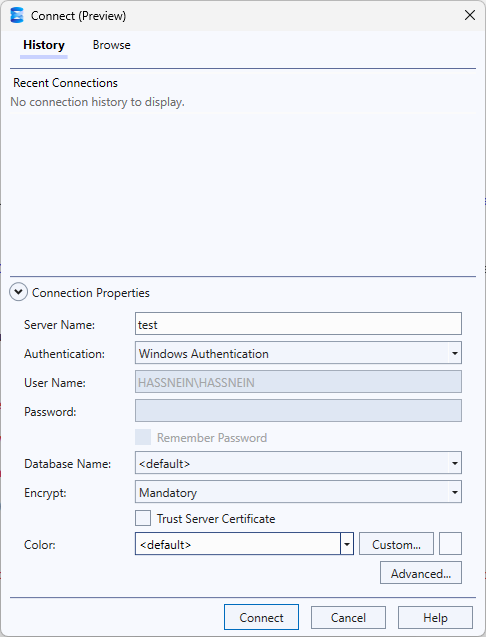 Connect (Preview)
History Browse
Recent Connections
No connection history to display.
Connection Properties
Server Name: test
Authentication: Windows Authentication
User Name: HASSNEIN\HASSNEIN
Password:
Remember Password
Database Name: <default>
Encrypt: Mandatory
Trust Server Certificate
Color: <default> Custom...
Advanced...
Connect Cancel Help